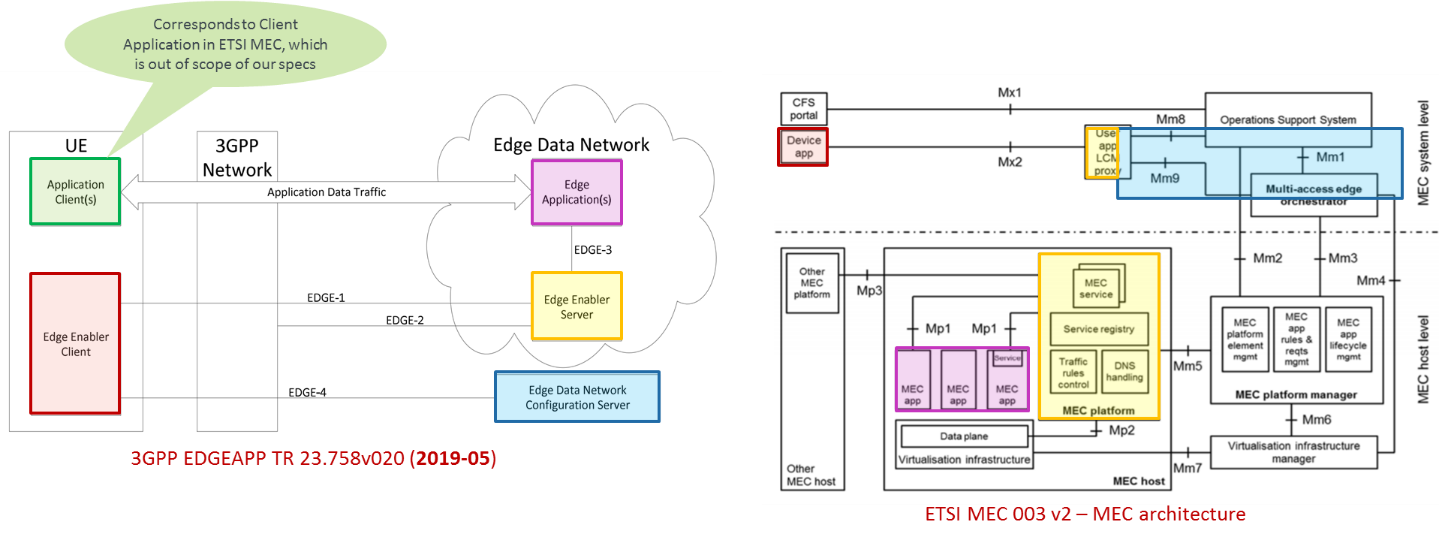 Corresponds to Client
Application in ETSI MEC, which
is out of scope of our specs
UE
3GPP
Network
Edge Data Network
Application
Client(s)
Application Data Traffic
Edge
Application(s)
EDGE-3
EDGE-1
Edge Enabler
Server
EDGE-2
Edge Enabler
Client
EDGE-4
Edge Data Network
Configuration Server
3GPP EDGEAPP TR 23.758v020 (2019-05)
CFS
portal
Mx1
Operations Support System
Device
app
Mx2
User
app
LCM
proxy
Mm8
Mm9
Mm1
Multi-access edge
orchestrator
MEC system level
Mm2
Mm3
Mm4
Other
MEC
platform
Mp3
MEC
service
Mp1
Mp1
Service registry
Traffic
rules
control
DNS
handling
MEC platform
MEC
app
MEC
app
Service
MEC
app
Mm5
MEC
platform
element
mgmt
MEC
app
rules &
reqts
mgmt
MEC
app
lifecycle
mgmt
MEC platform manager
MEC host level
Mp2
Data plane
Virtualisation infrastructure
Mm6
Mm7
Virtualisation infrastructure
manager
Other
MEC host
MEC host
ETSI MEC 003 v2 – MEC architecture